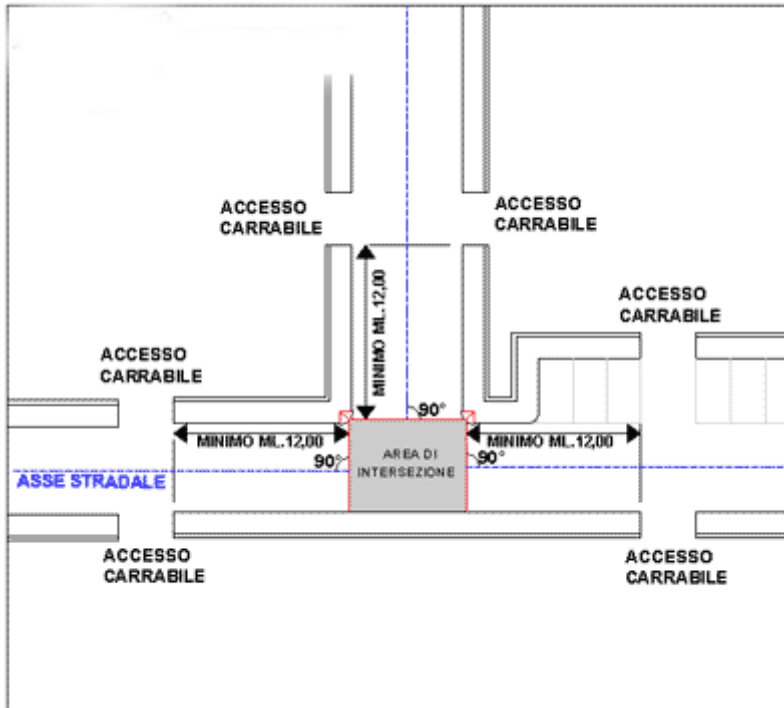 ACCESSO
CARRABILE
ACCESSO
CARRABILE
MINIMO ML.12,00
ACCESSO
CARRABILE
ACCESSO
CARRABILE
90°
MINIMO ML.12,00
MINIMO ML.12,00
90°
AREA DI
INTERSEZIONE
90°
ASSE STRADALE
ACCESSO
CARRABILE
ACCESSO
CARRABILE